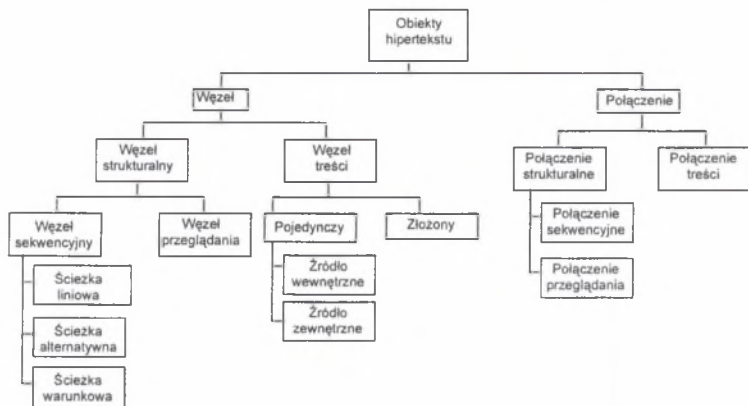 Obiekty
hipertekstu
Węzeł
Połączenie
Węzeł
strukturalny
Węzeł
treści
Połączenie
strukturalne
Połączenie
treści
Węzeł
sekwencyjny
Węzeł
przeglądania
Pojedynczy
Złożony
Połączenie
sekwencyjne
Ścieżka
liniowa
Źródło
wewnętrzne
Połączenie
przeglądania
Ścieżka
alternatywna
Źródło
zewnętrzne
Ścieżka
warunkowa